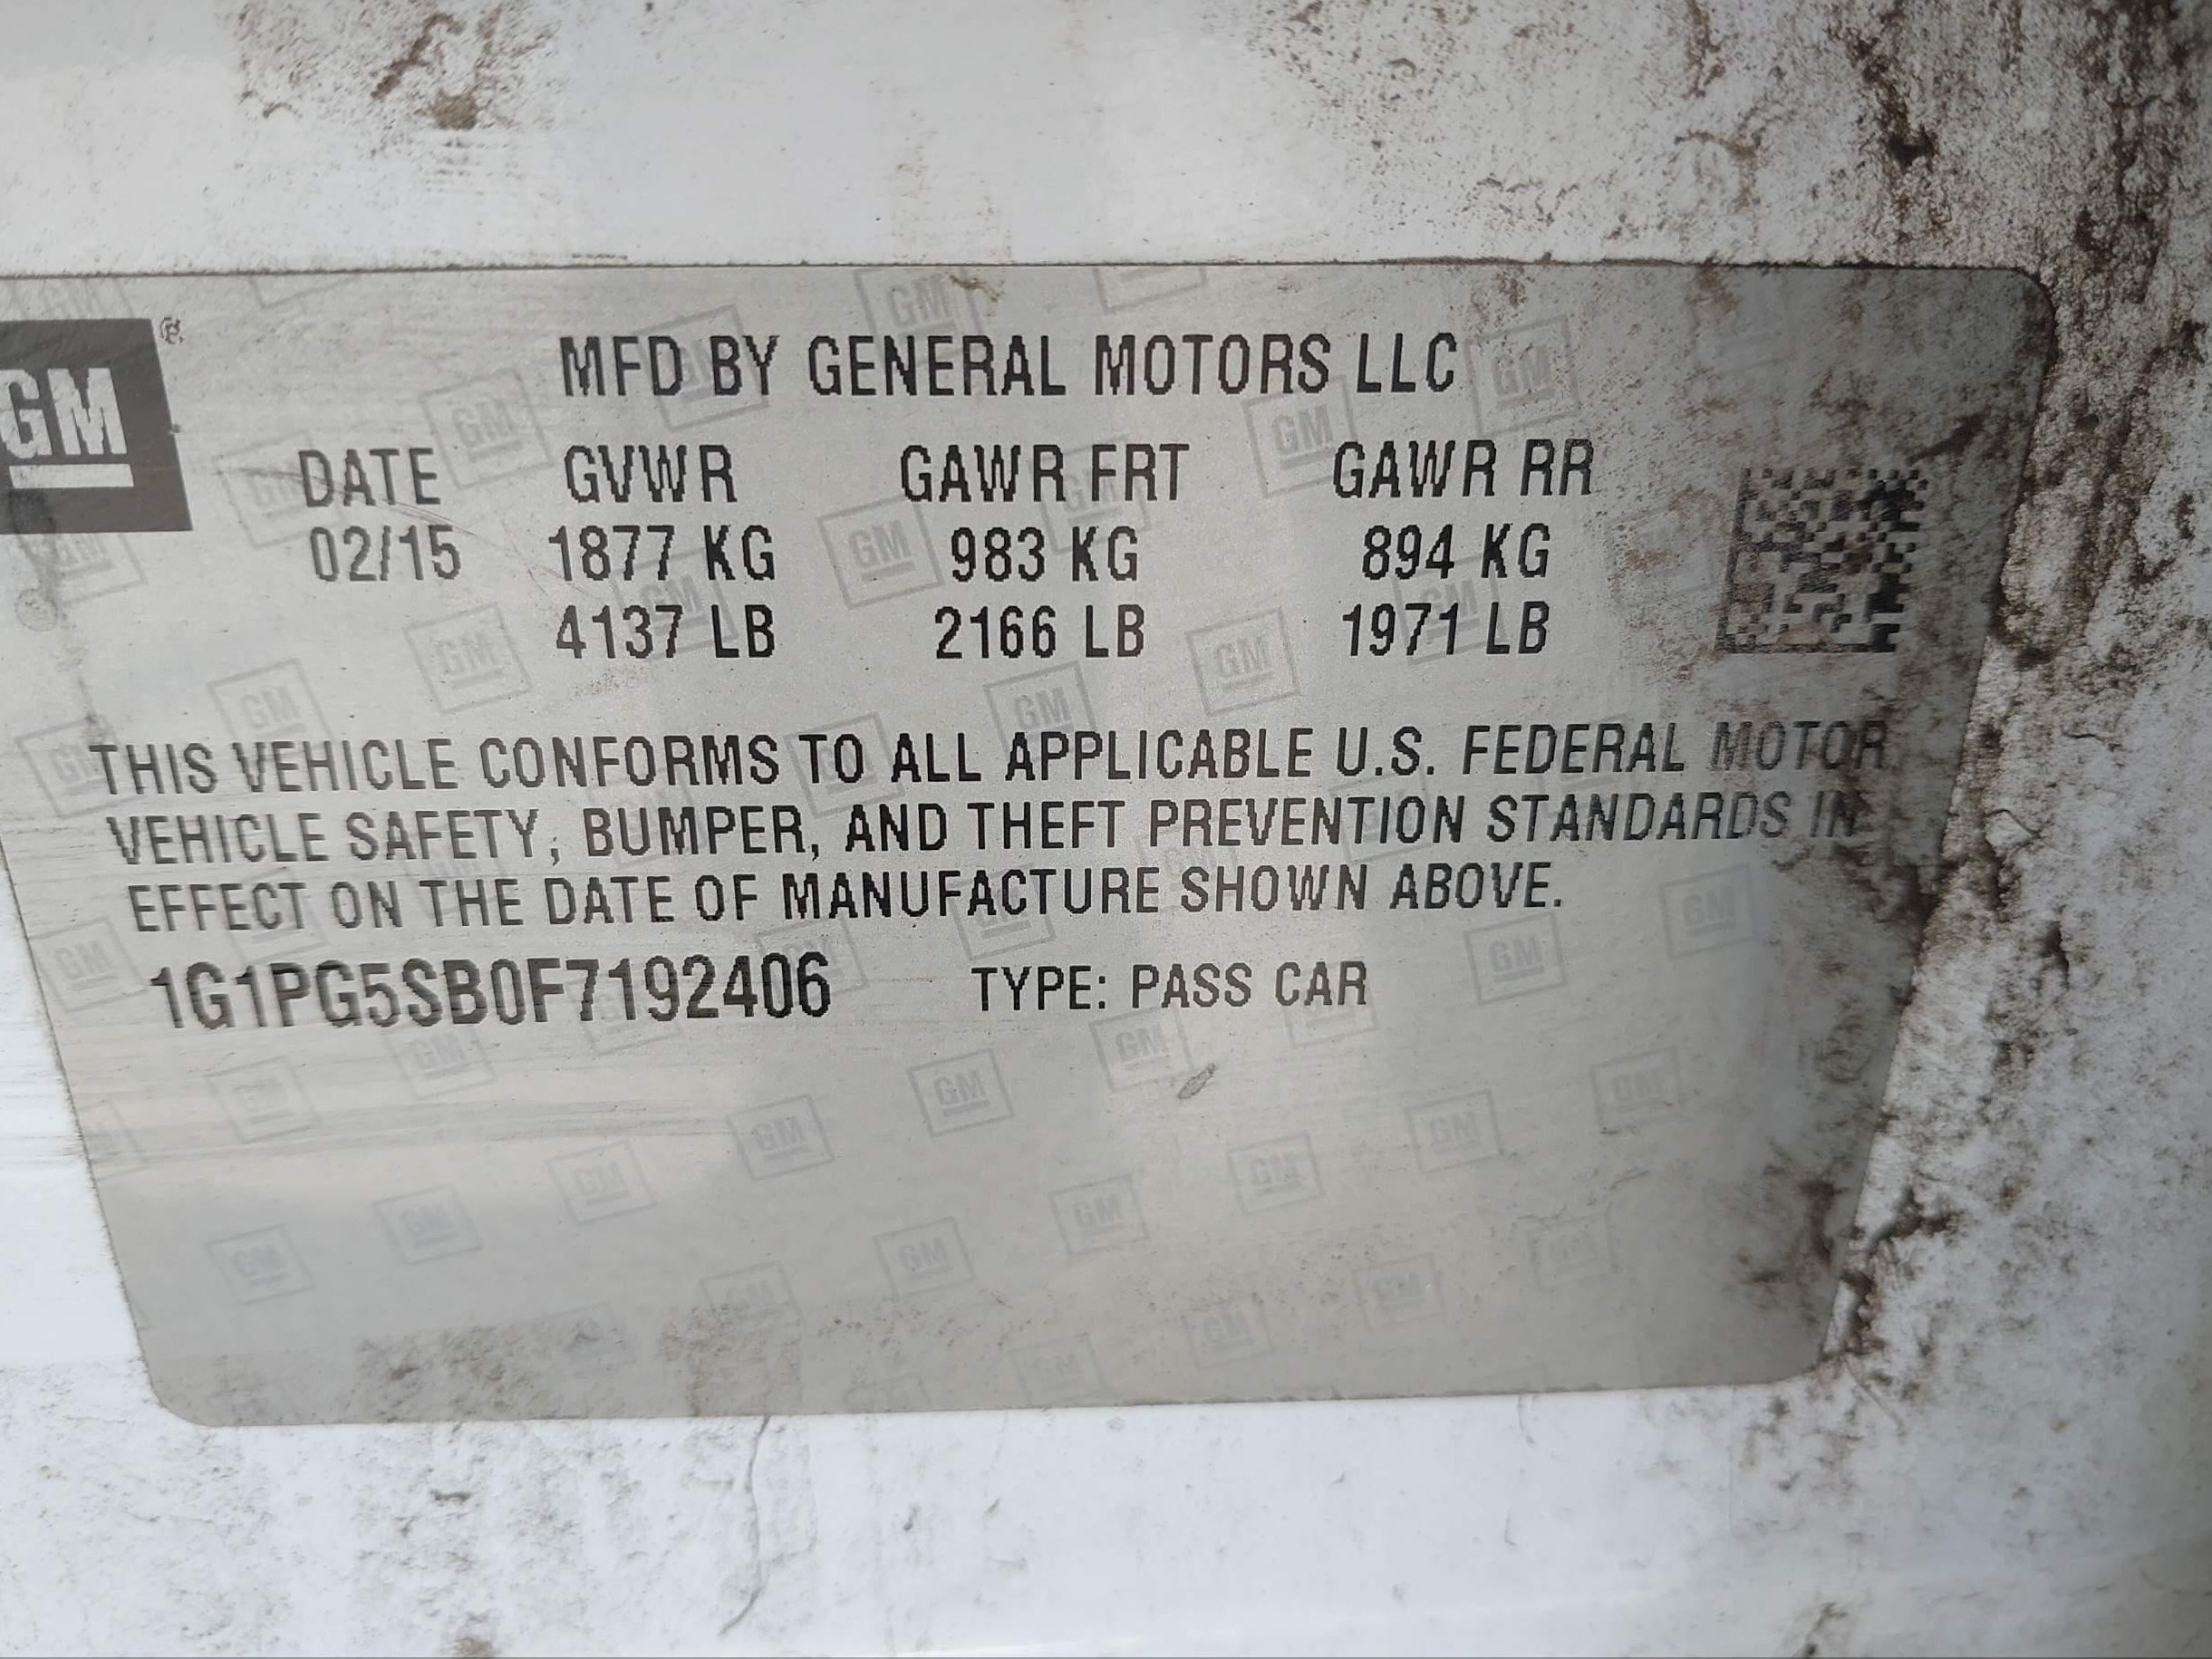 GM ®
MFD BY GENERAL MOTORS LLC
DATE GVWR GAWR FRT GAWR RR
02/15 1877 KG 983 KG 894 KG
4137 LB 2166 LB 1971 LB
THIS VEHICLE CONFORMS TO ALL APPLICABLE U.S. FEDERAL MOTOR
VEHICLE SAFETY, BUMPER, AND THEFT PREVENTION STANDARDS IN
EFFECT ON THE DATE OF MANUFACTURE SHOWN ABOVE.
1G1PG5SB0F7192406 TYPE: PASS CAR